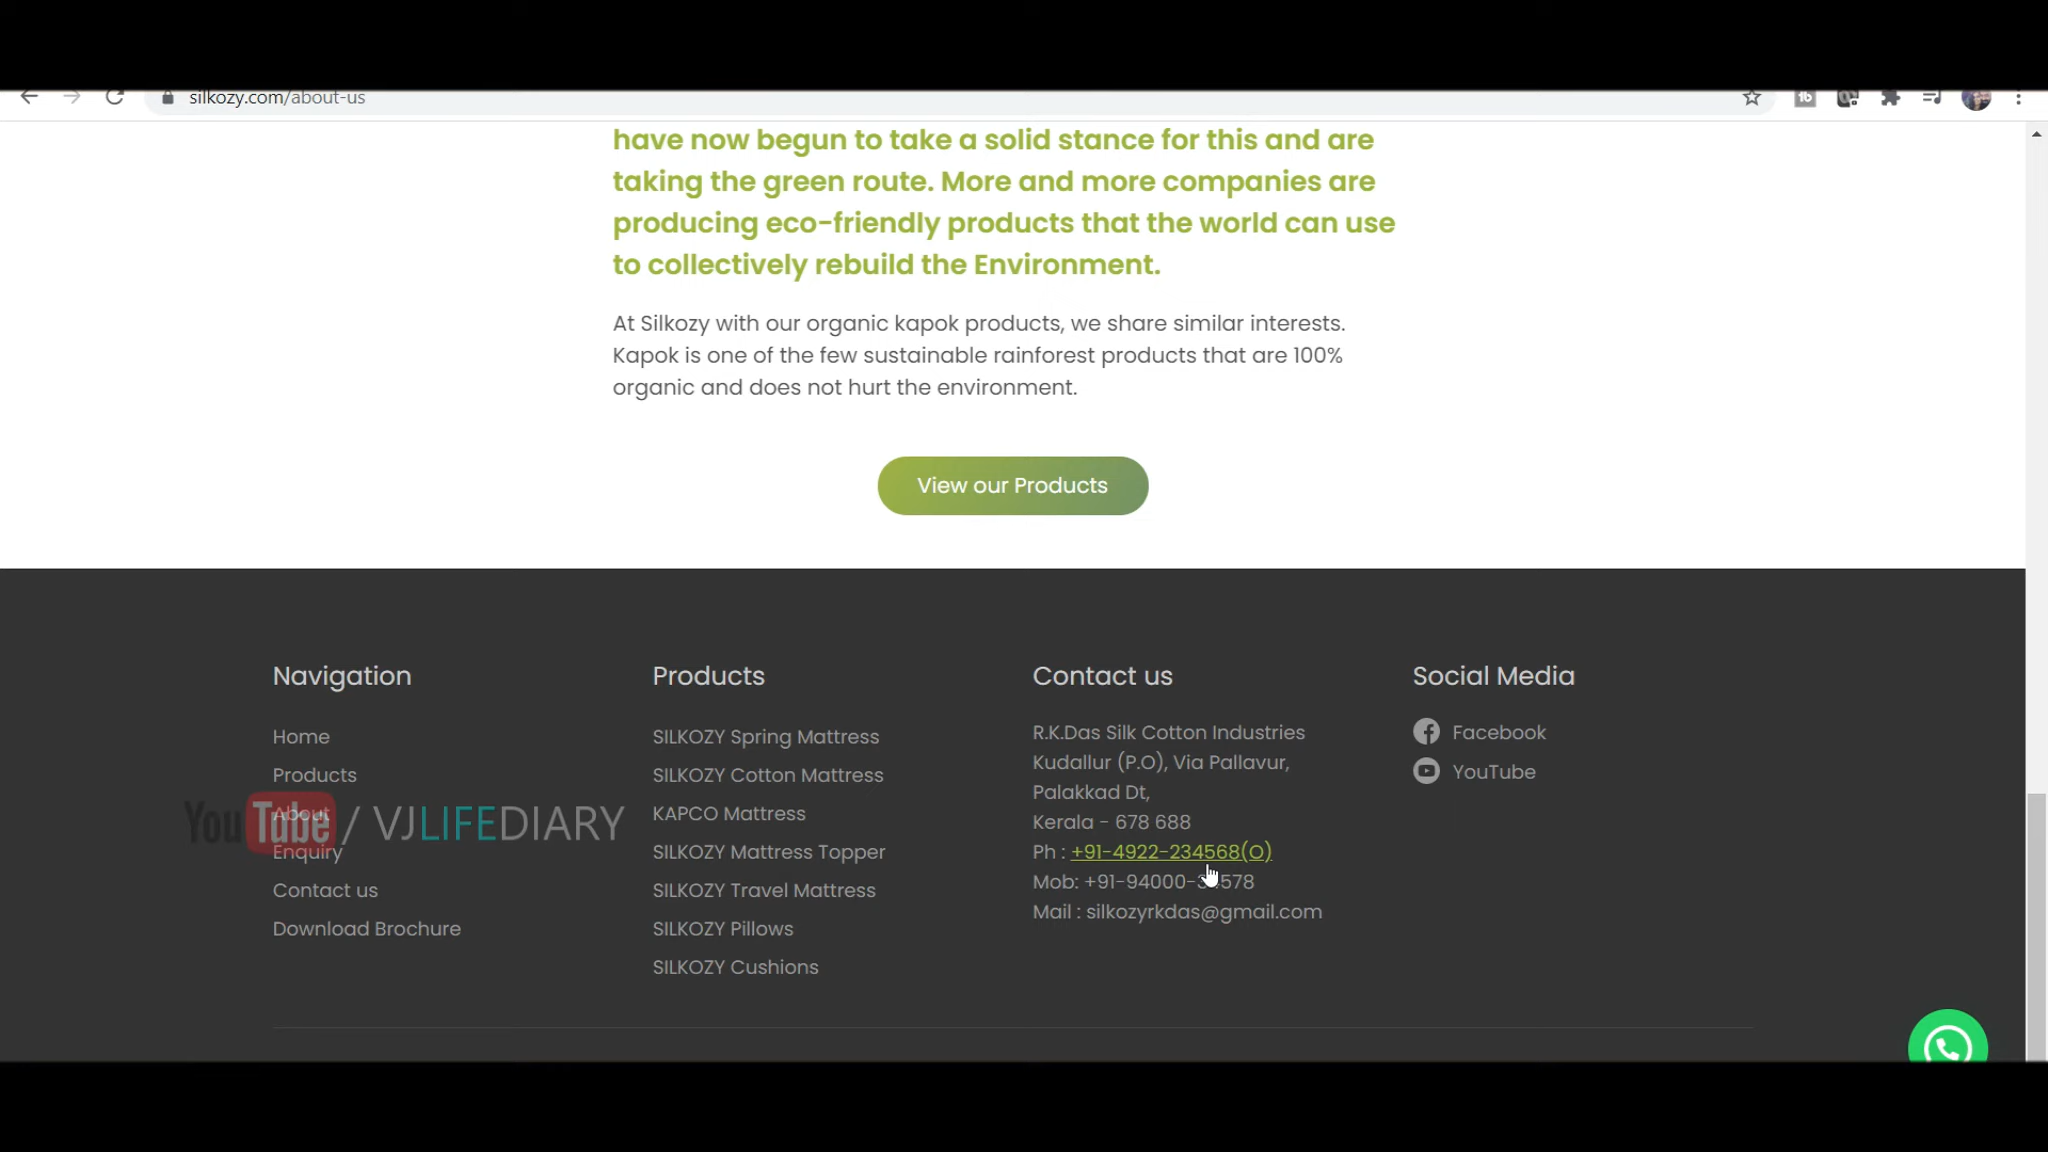 silkozy.com/about-us
have now begun to take a solid stance for this and are
taking the green route. More and more companies are
producing eco-friendly products that the world can use
to collectively rebuild the Environment.
At Silkozy with our organic kapok products, we share similar interests.
Kapok is one of the few sustainable rainforest products that are 100%
organic and does not hurt the environment.
View our Products
Navigation
Home
Products
About
Enquiry
Contact us
Download Brochure
YouTube / VJLIFEDIARY
Products
SILKOZY Spring Mattress
SILKOZY Cotton Mattress
KAPCO Mattress
SILKOZY Mattress Topper
SILKOZY Travel Mattress
SILKOZY Pillows
SILKOZY Cushions
Contact us
R.K.Das Silk Cotton Industries
Kudallur (P.O), Via Pallavur,
Palakkad Dt,
Kerala - 678 688
Ph : +91-4922-234568(O)
Mob:
Mail : silkozyrkdas@gmail.com
Social Media
Facebook
YouTube